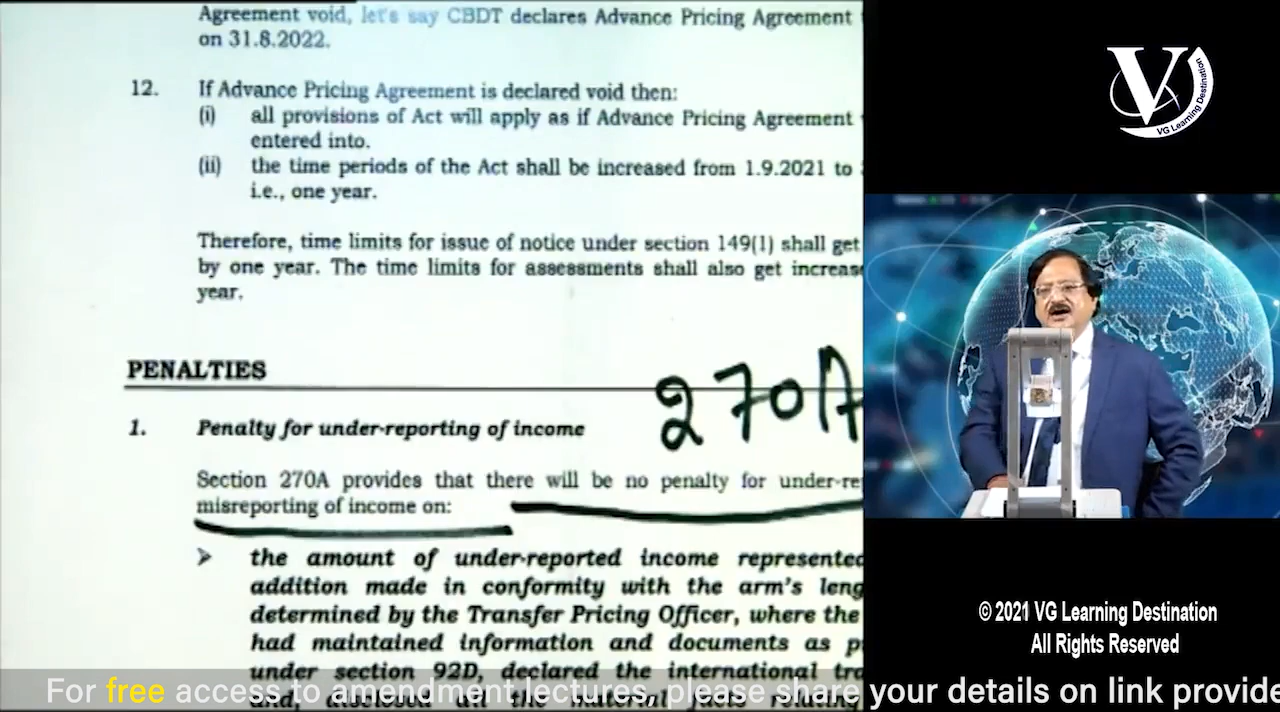 Agreement void, let's say CBDT declares Advance Pricing Agreement
on 31.8.2022.
12. If Advance Pricing Agreement is declared void then:
(i) all provisions of Act will apply as if Advance Pricing Agreement
entered into.
(ii) the time periods of the Act shall be increased from 1.9.2021 to
i.e., one year.
Therefore, time limits for issue of notice under section 149(1) shall get
by one year. The time limits for assessments shall also get
year.
PENALTIES
270A
1. Penalty for under-reporting of income
Section 270A provides that there will be no penalty for
misreporting of income on:
➤ the amount of under-reported income represented
addition made in conformity with the arm's
determined by the Transfer Pricing Officer, where the
had maintained information and documents as
under section 92D, declared the international
and, disclosed all the material facts relating
V
VG Learning Destination
© 2021 VG Learning Destination
All Rights Reserved
For free access to amendment lectures, please share your details on link